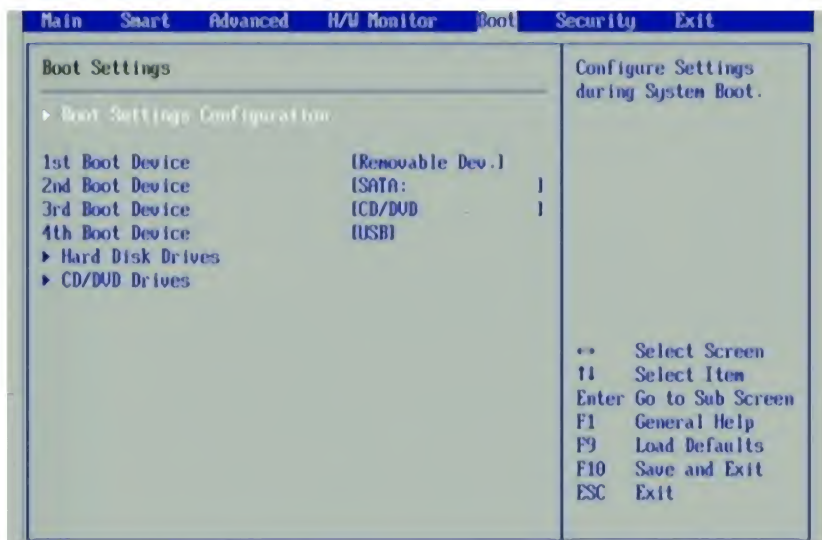 Main Smart Advanced H/W Monitor Boot Security Exit
Boot Settings
▶ Boot Settings Configuration
1st Boot Device [Removable Dev.]
2nd Boot Device [SATA: ]
3rd Boot Device [CD/DVD ]
4th Boot Device [USB]
▶ Hard Disk Drives
▶ CD/DVD Drives
Configure Settings
during System Boot.
↔ Select Screen
↑↓ Select Item
Enter Go to Sub Screen
F1 General Help
F9 Load Defaults
F10 Save and Exit
ESC Exit